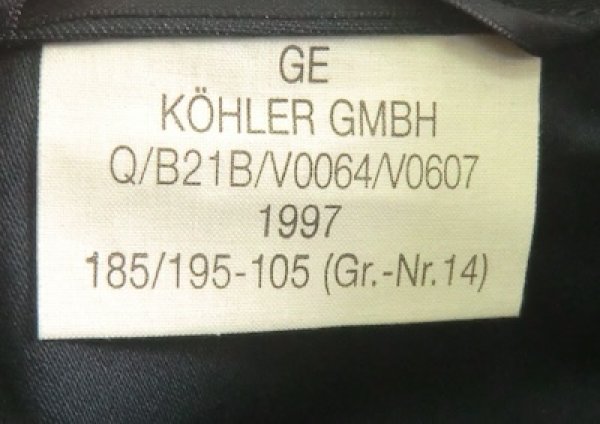 GE
KÖHLER GMBH
Q/B21B/V0064/V0607
1997
185/195-105 (Gr.-Nr.14)